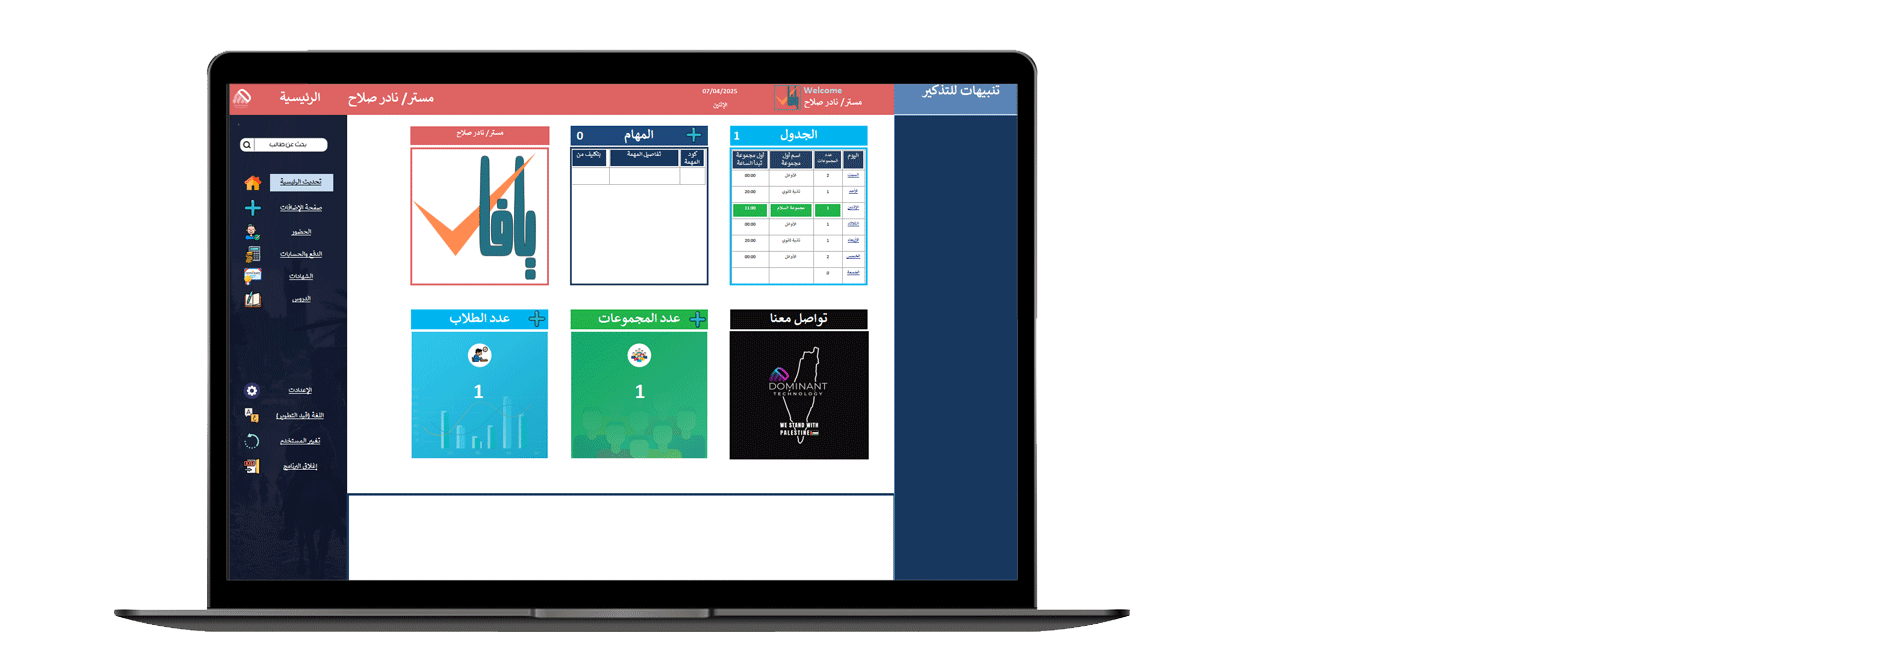 الرئيسية
مستر/ نادر صلاح
07/04/2025
الإثنين
Welcome
مستر/ نادر صلاح
تنبيهات للتذكير
بحث عن طالب
تحديث الرئيسية
صفحة الإضافات
الحضور
الدفع والحسابات
الشهادات
الدروس
الإعدادت
اللغة (قيد التطوير)
تغيير المستخدم
إغلاق البرنامج
مستر/ نادر صلاح
يافا
المهام 0
كود المهمة تفاصيل المهمة بتكليف من
الجدول 1
اليوم عدد المجموعات اسم أول مجموعة أول مجموعة تبدأ الساعة
السبت 2 الأوائل 00:00
الأحد 1 ثانية ثانوي 20:00
الإثنين 1 مجموعة السلام 11:00
الثلاثاء 1 الأوائل 00:00
الأربعاء 1 ثانية ثانوي 20:00
الخميس 2 الأوائل 00:00
الجمعة 0
عدد الطلاب
1
عدد المجموعات
1
تواصل معنا
DOMINANT
TECHNOLOGY
WE STAND WITH
PALESTINE